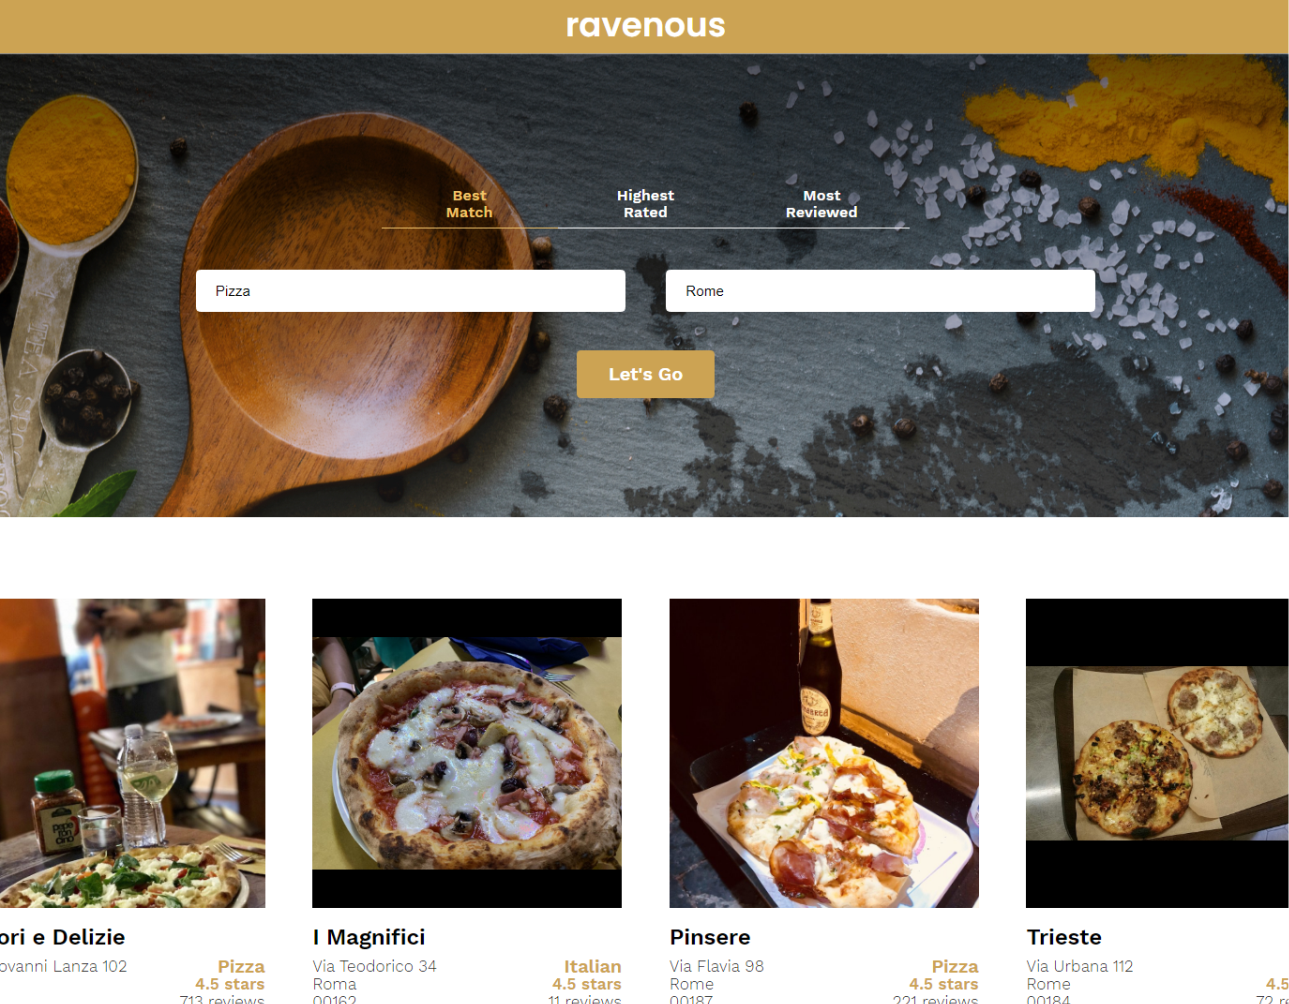 ravenous
Best
Match
Highest
Rated
Most
Reviewed
Pizza
Rome
Let's Go
ori e Delizie
ovanni Lanza 102
Pizza
4.5 stars
713 reviews
I Magnifici
Via Teodorico 34
Roma
00162
Italian
4.5 stars
11 reviews
Pinsere
Via Flavia 98
Rome
00187
Pizza
4.5 stars
221 reviews
Trieste
Via Urbana 112
Rome
00184
4.5
72 re